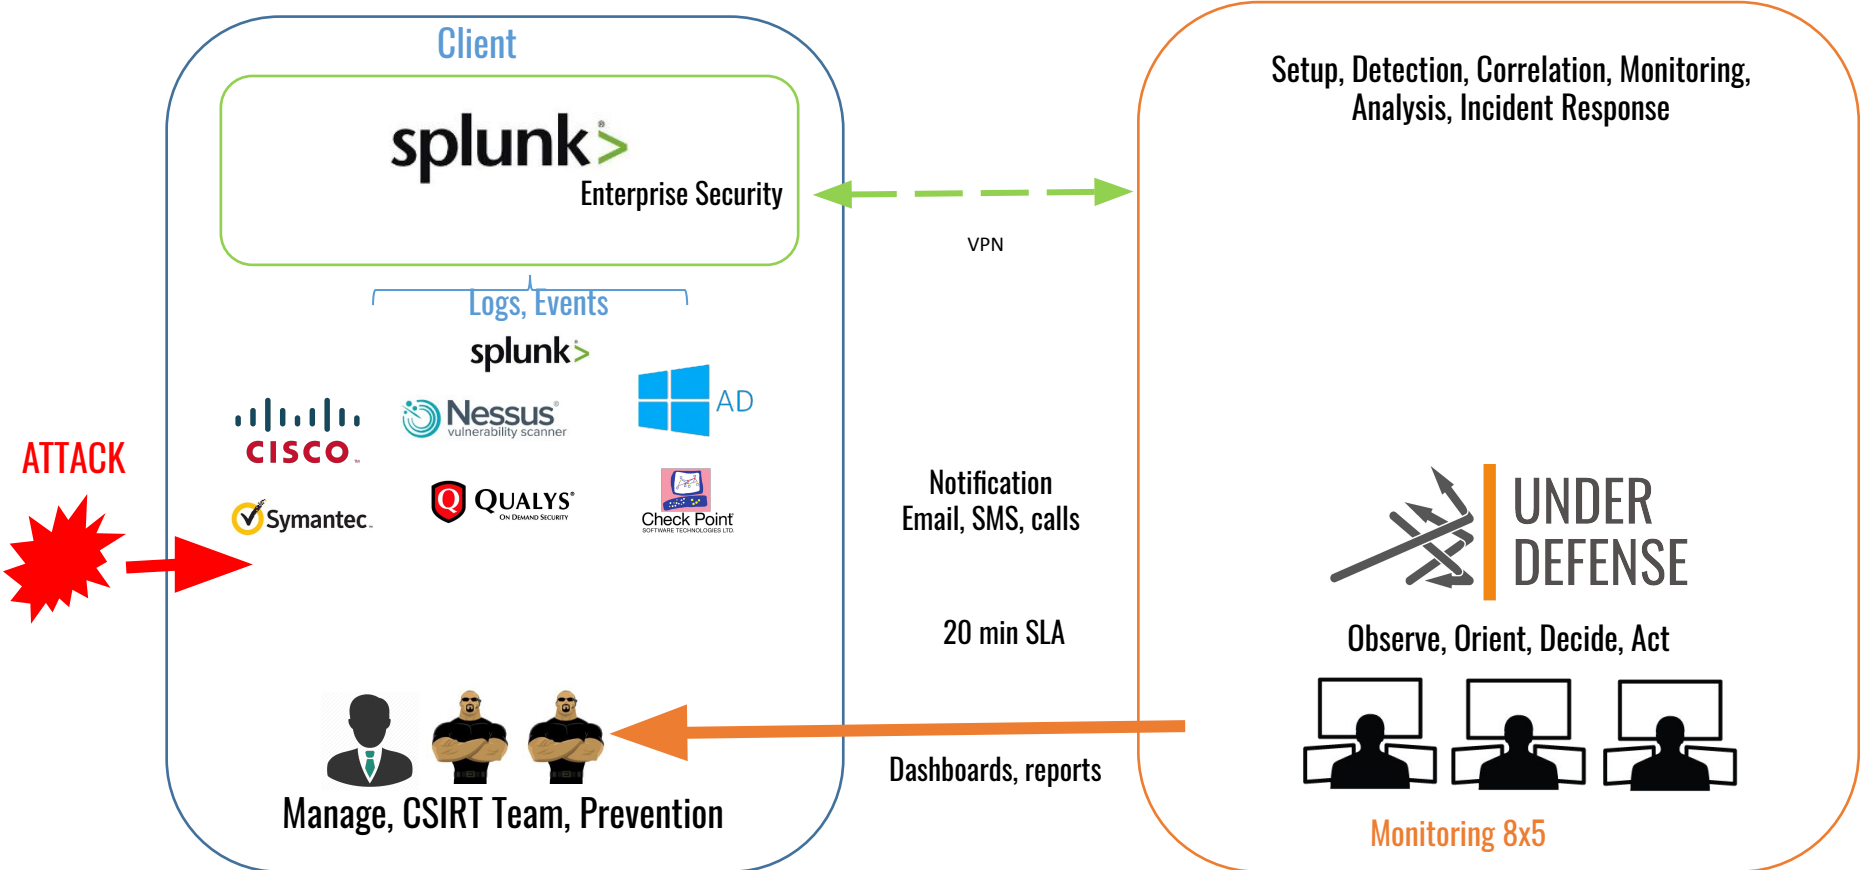 Client
splunk>
Enterprise Security
Logs, Events
splunk>
CISCO™
Nessus®
vulnerability scanner
AD
ATTACK
Symantec™
QUALYS®
ON DEMAND SECURITY
Check Point
SOFTWARE TECHNOLOGIES LTD.
Manage, CSIRT Team, Prevention
VPN
Notification
Email, SMS, calls
20 min SLA
Dashboards, reports
Setup, Detection, Correlation, Monitoring,
Analysis, Incident Response
UNDER
DEFENSE
Observe, Orient, Decide, Act
Monitoring 8x5